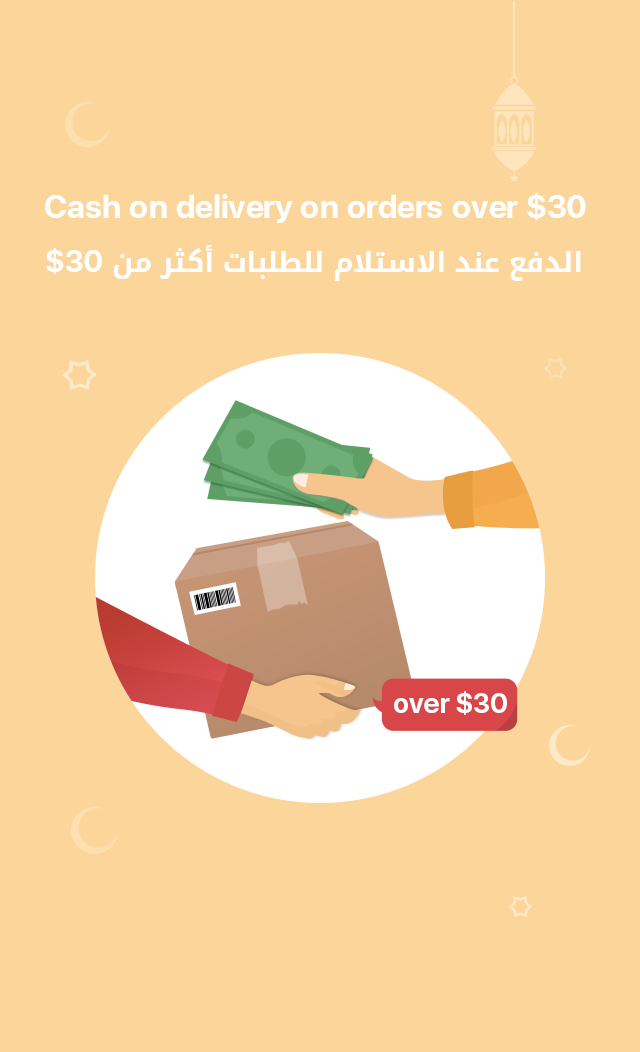 Cash on delivery on orders over $30
الدفع عند الاستلام للطلبات أكثر من 30$
over $30